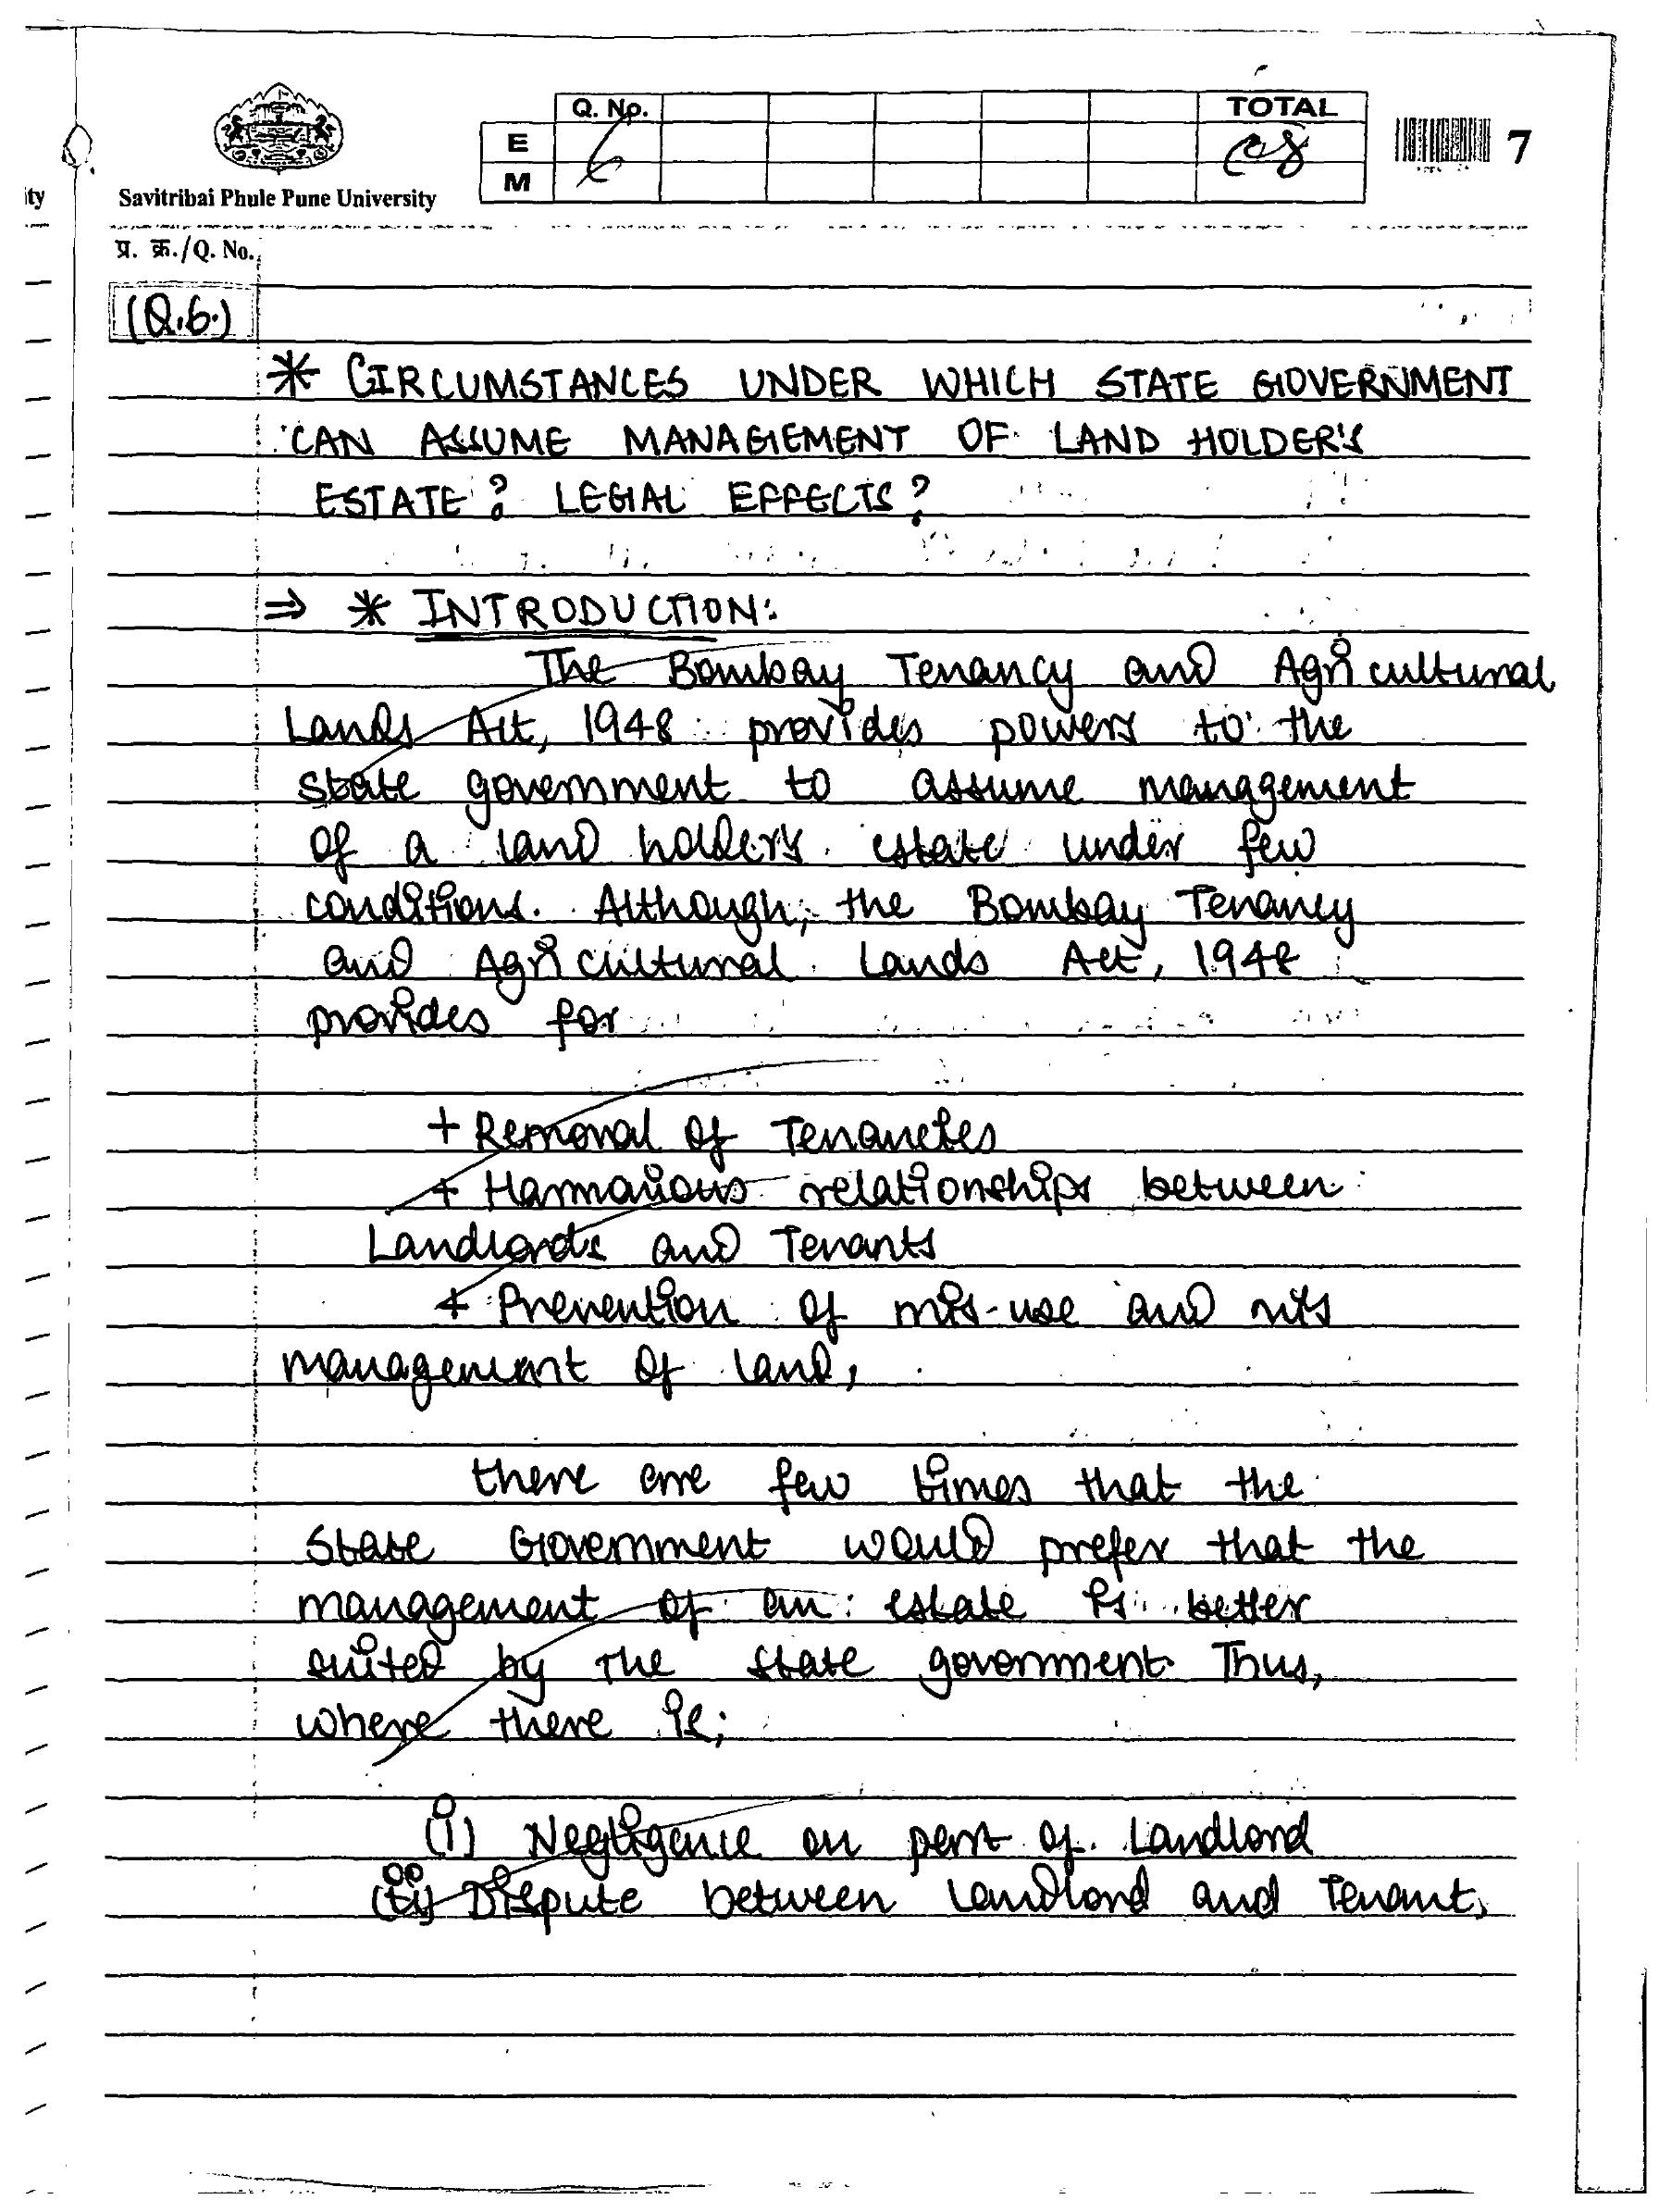 Q. No.
TOTAL
E
M
6
08
7
ity
Savitribai Phule Pune University
प्र. क्र./Q. No.
(Q.6.)
* CIRCUMSTANCES UNDER WHICH STATE GOVERNMENT
CAN ASSUME MANAGEMENT OF LAND HOLDER'S
ESTATE? LEGAL EFFECTS?
⇒ * INTRODUCTION:
The Bombay Tenancy and Agricultural
Lands Act, 1948 provides powers to the
state government to assume management
of a land holders estate under few
conditions. Although, the Bombay Tenancy
and Agricultural Lands Act, 1948
provides for
+ Removal of Tenancies
+ Harmonious relationships between
Landlords and Tenants
+ Prevention of mis-use and mis
management of land,
there are few times that the
State Government would prefer that the
management of an estate is better
suited by the state government. Thus,
where there is;
(i) Negligence on part of Landlord
(ii) Dispute between Landlord and Tenant,